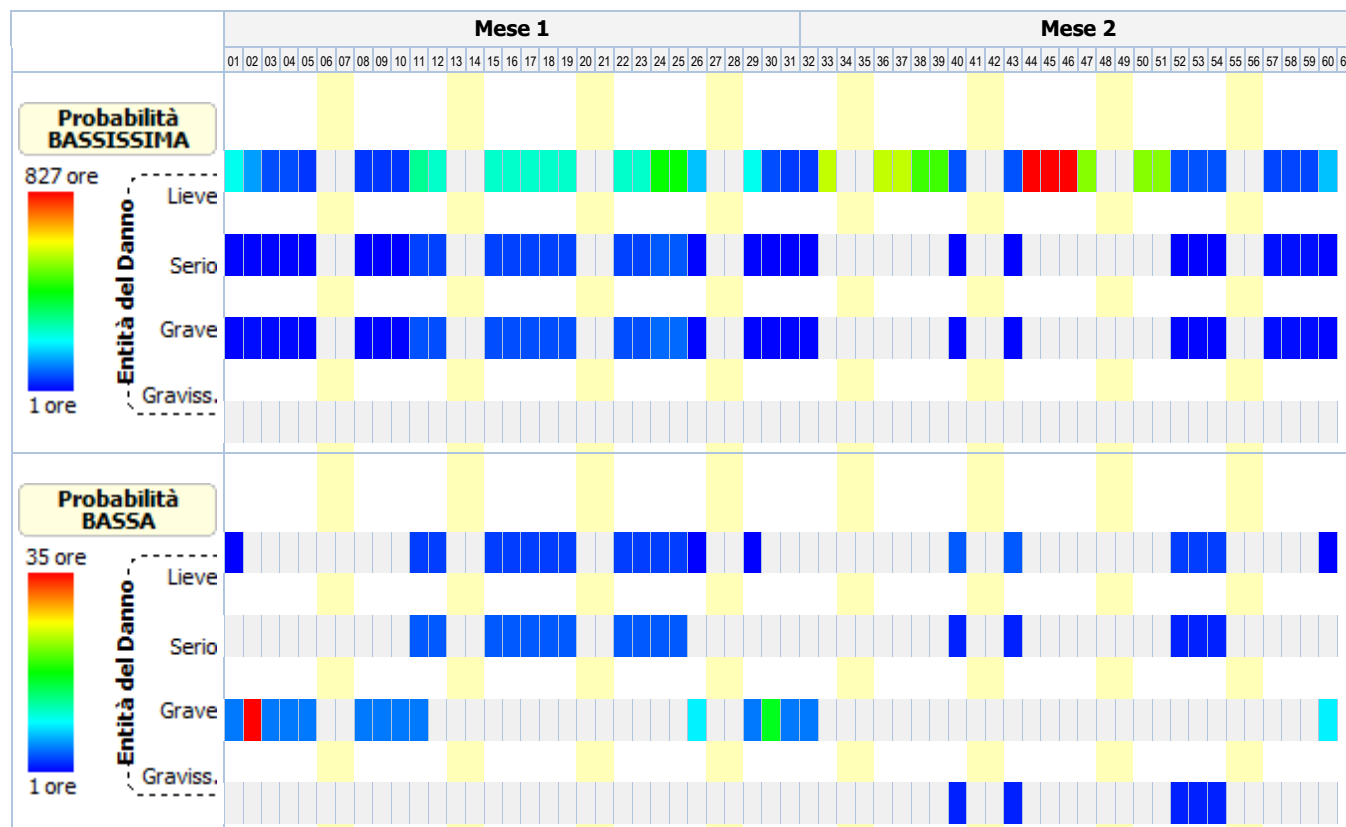 Mese 1 Mese 2
01 02 03 04 05 06 07 08 09 10 11 12 13 14 15 16 17 18 19 20 21 22 23 24 25 26 27 28 29 30 31 32 33 34 35 36 37 38 39 40 41 42 43 44 45 46 47 48 49 50 51 52 53 54 55 56 57 58 59 60
Probabilità
BASSISSIMA
827 ore
Entità del Danno
Lieve
Serio
Grave
Graviss.
1 ore
Probabilità
BASSA
35 ore
Entità del Danno
Lieve
Serio
Grave
Graviss.
1 ore